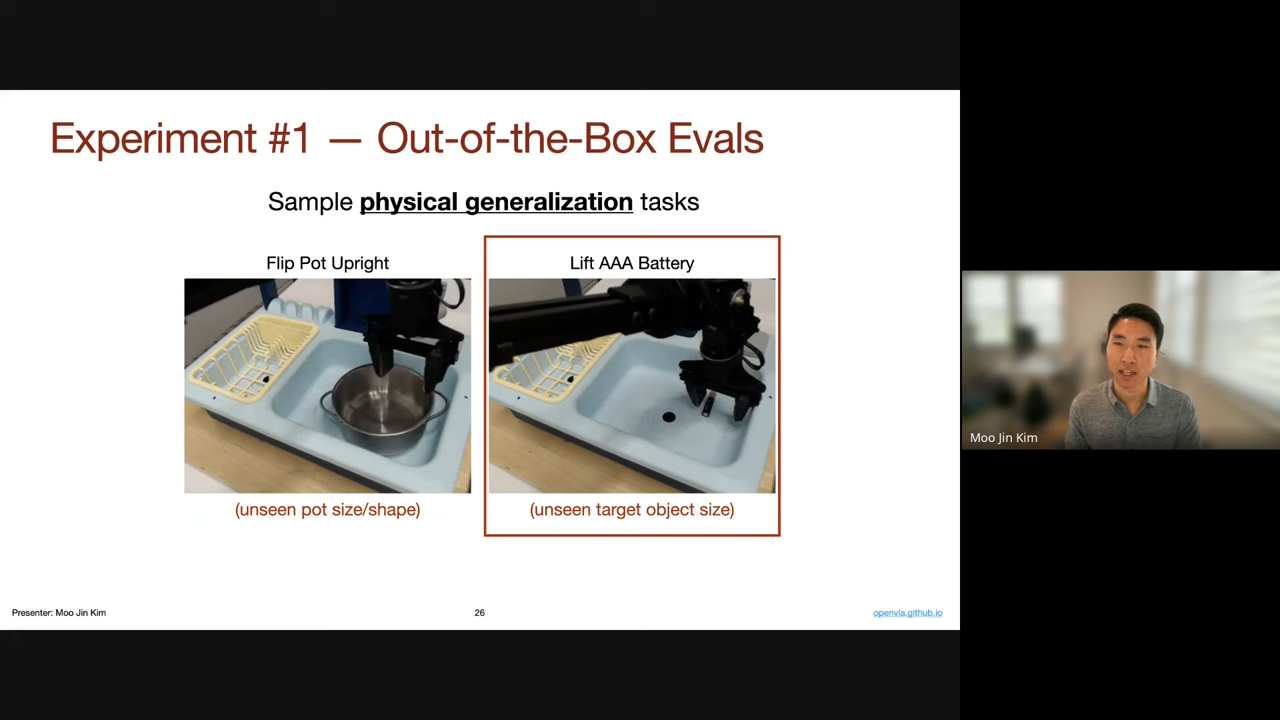 Experiment #1 — Out-of-the-Box Evals
Sample physical generalization tasks
Flip Pot Upright
Lift AAA Battery
(unseen pot size/shape)
(unseen target object size)
Moo Jin Kim
Presenter: Moo Jin Kim
26
openvla.github.io